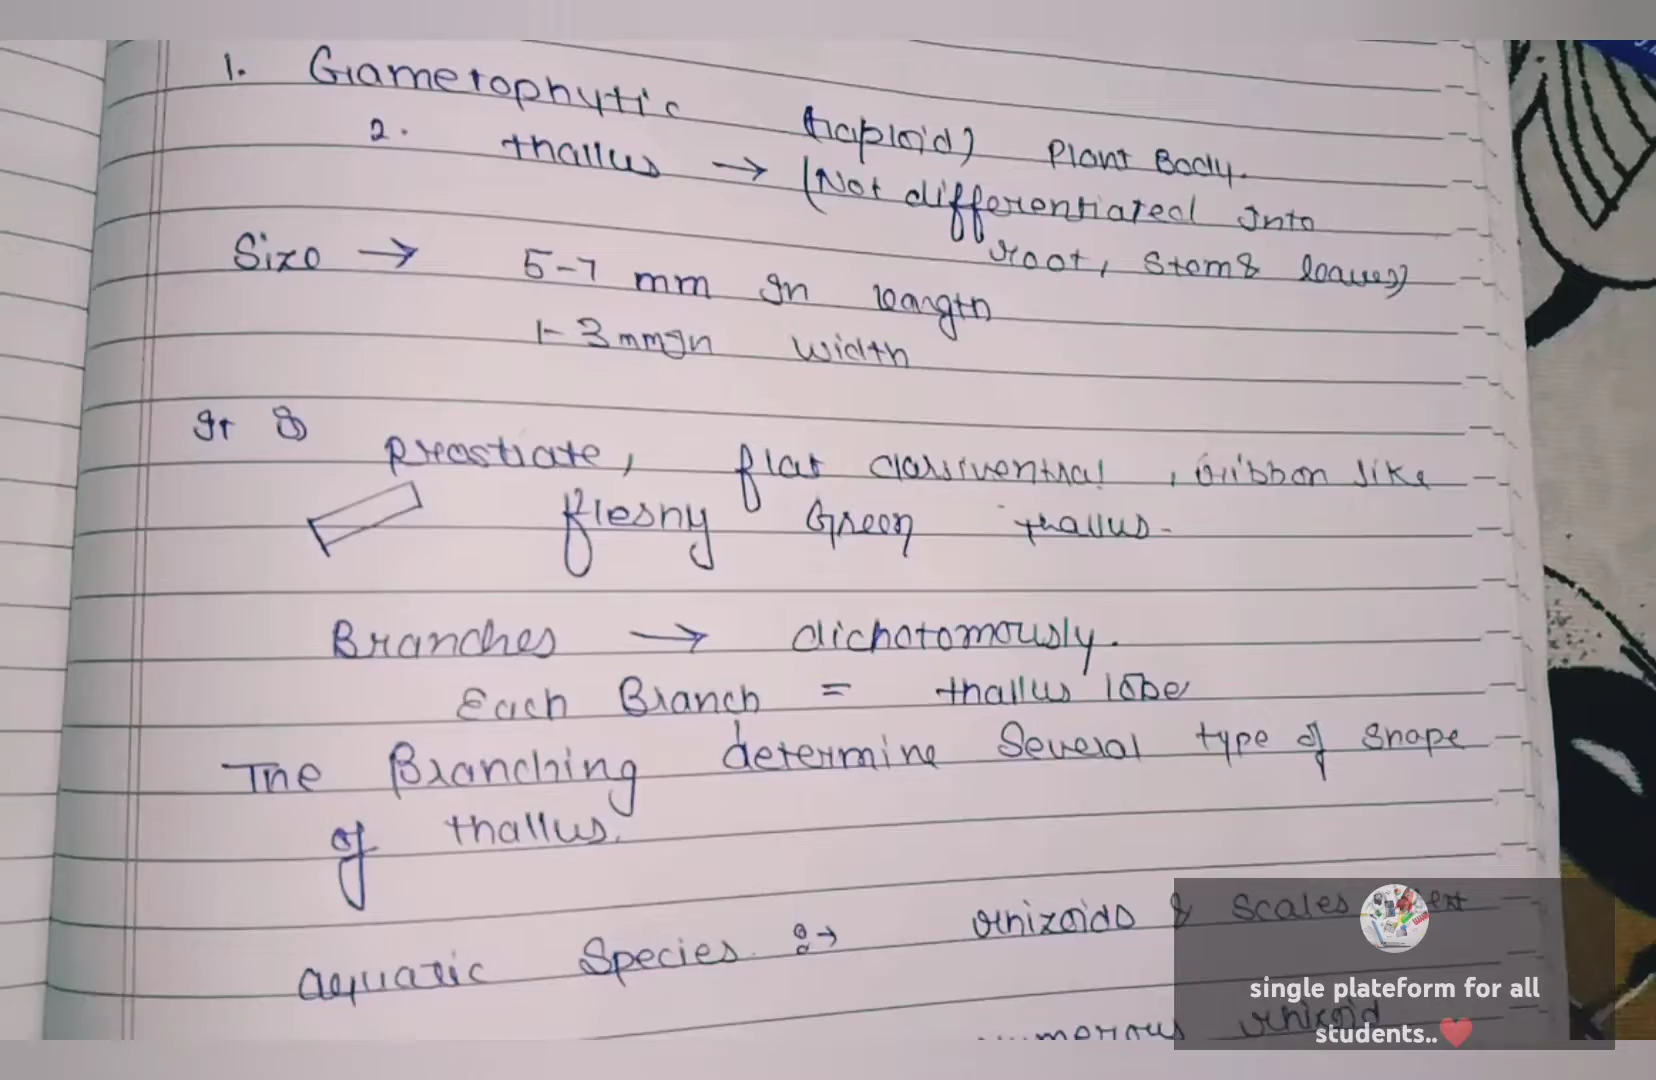 1. Gametophytic (haploid) Plant Body.
2. thallus → (Not differentiated Into
root, Stem & leaves)
Size → 5-7 mm In length
1-3 mm In width
It is prostrate, flat dorsiventral, ribbon like
fleshy Green thallus.
Branches → dichotomously.
Each Branch = thallus lobe
The Branching determine Several type of Shape
of thallus.
aquatic Species :→ rhizoids & Scales
rhizoid
single plateform for all
students..❤️